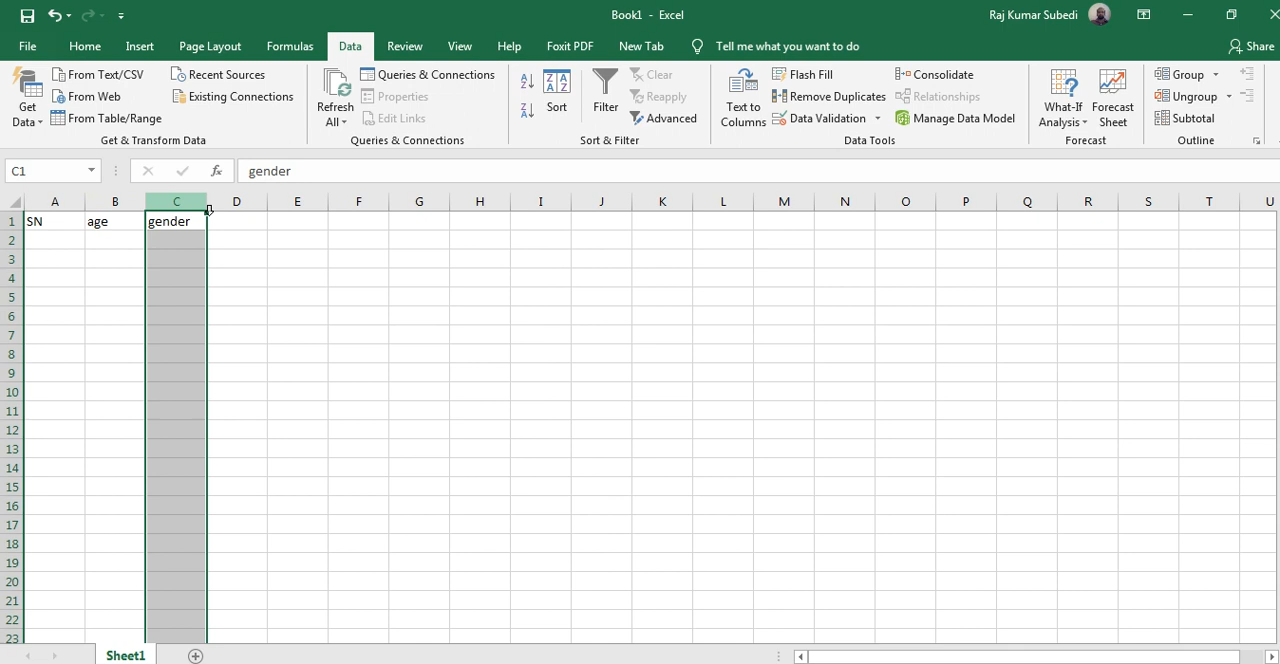 Book1 - Excel
Raj Kumar Subedi
File Home Insert Page Layout Formulas Data Review View Help Foxit PDF New Tab Tell me what you want to do Share
Get Data
From Text/CSV
From Web
From Table/Range
Recent Sources
Existing Connections
Get & Transform Data
Refresh All
Queries & Connections
Properties
Edit Links
Queries & Connections
Sort
Filter
Clear
Reapply
Advanced
Sort & Filter
Text to Columns
Flash Fill
Remove Duplicates
Data Validation
Consolidate
Relationships
Manage Data Model
Data Tools
What-If Analysis
Forecast Sheet
Forecast
Group
Ungroup
Subtotal
Outline
C1 fx gender
A B C D E F G H I J K L M N O P Q R S T U
1 SN age gender
2
3
4
5
6
7
8
9
10
11
12
13
14
15
16
17
18
19
20
21
22
23
Sheet1